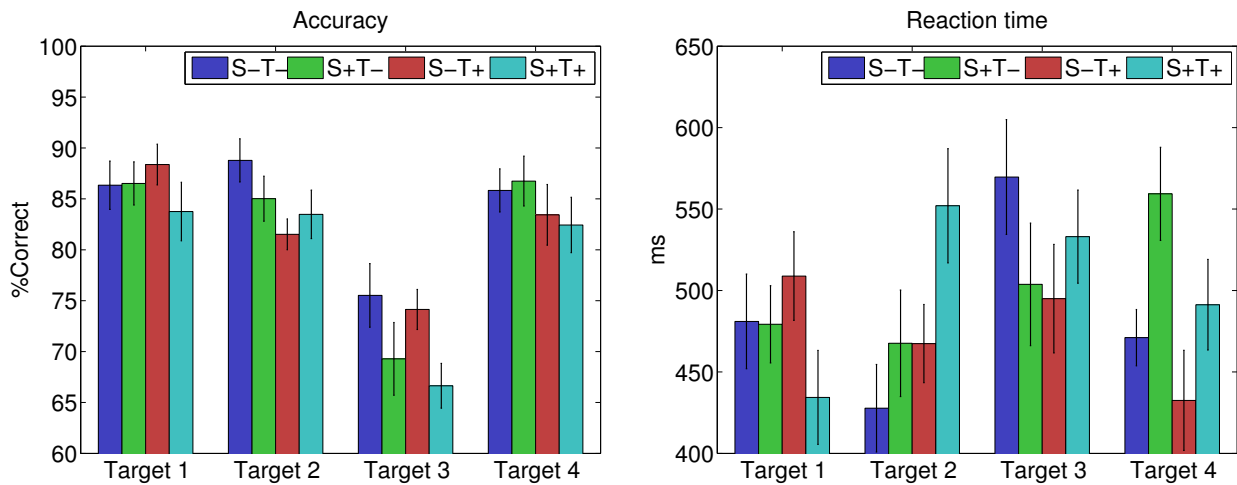 Accuracy
100
95
90
85
80
75
70
65
60
%Correct
S−T− S+T− S−T+ S+T+
Target 1 Target 2 Target 3 Target 4
Reaction time
650
600
550
500
450
400
ms
S−T− S+T− S−T+ S+T+
Target 1 Target 2 Target 3 Target 4